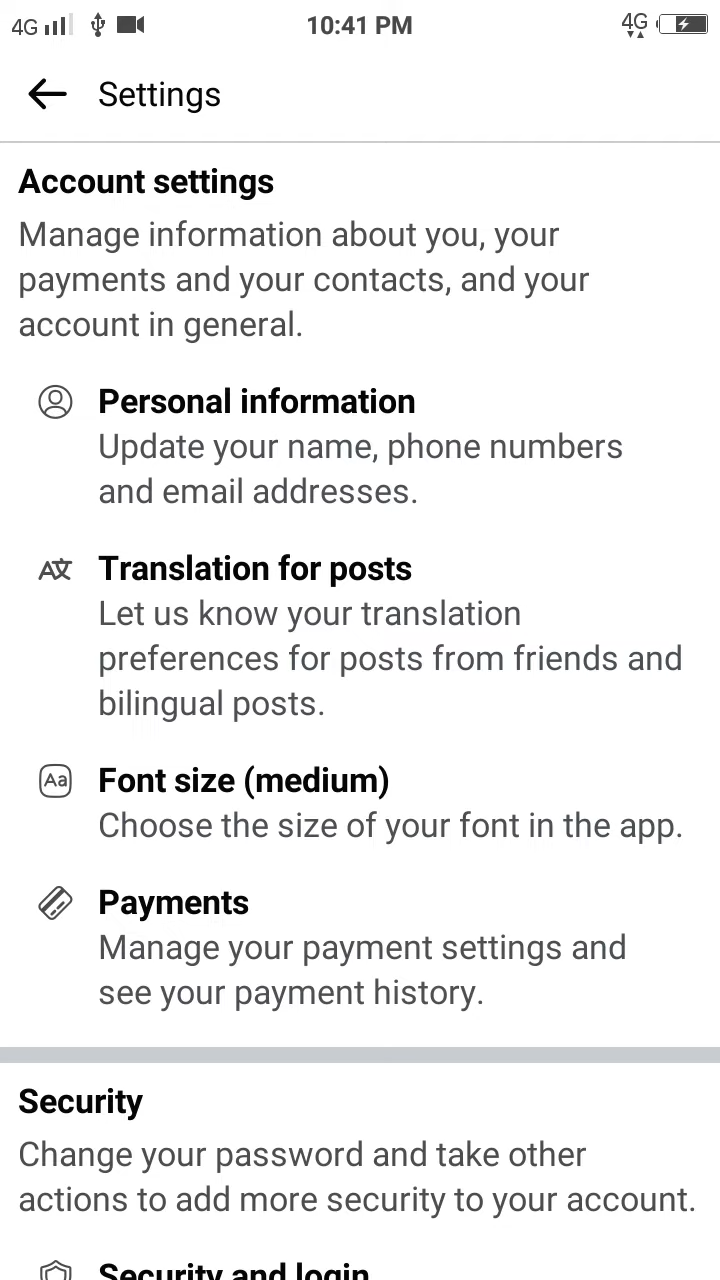 4G 10:41 PM 4G
Settings
Account settings
Manage information about you, your
payments and your contacts, and your
account in general.
Personal information
Update your name, phone numbers
and email addresses.
A文 Translation for posts
Let us know your translation
preferences for posts from friends and
bilingual posts.
Aa Font size (medium)
Choose the size of your font in the app.
Payments
Manage your payment settings and
see your payment history.
Security
Change your password and take other
actions to add more security to your account.
Security and login